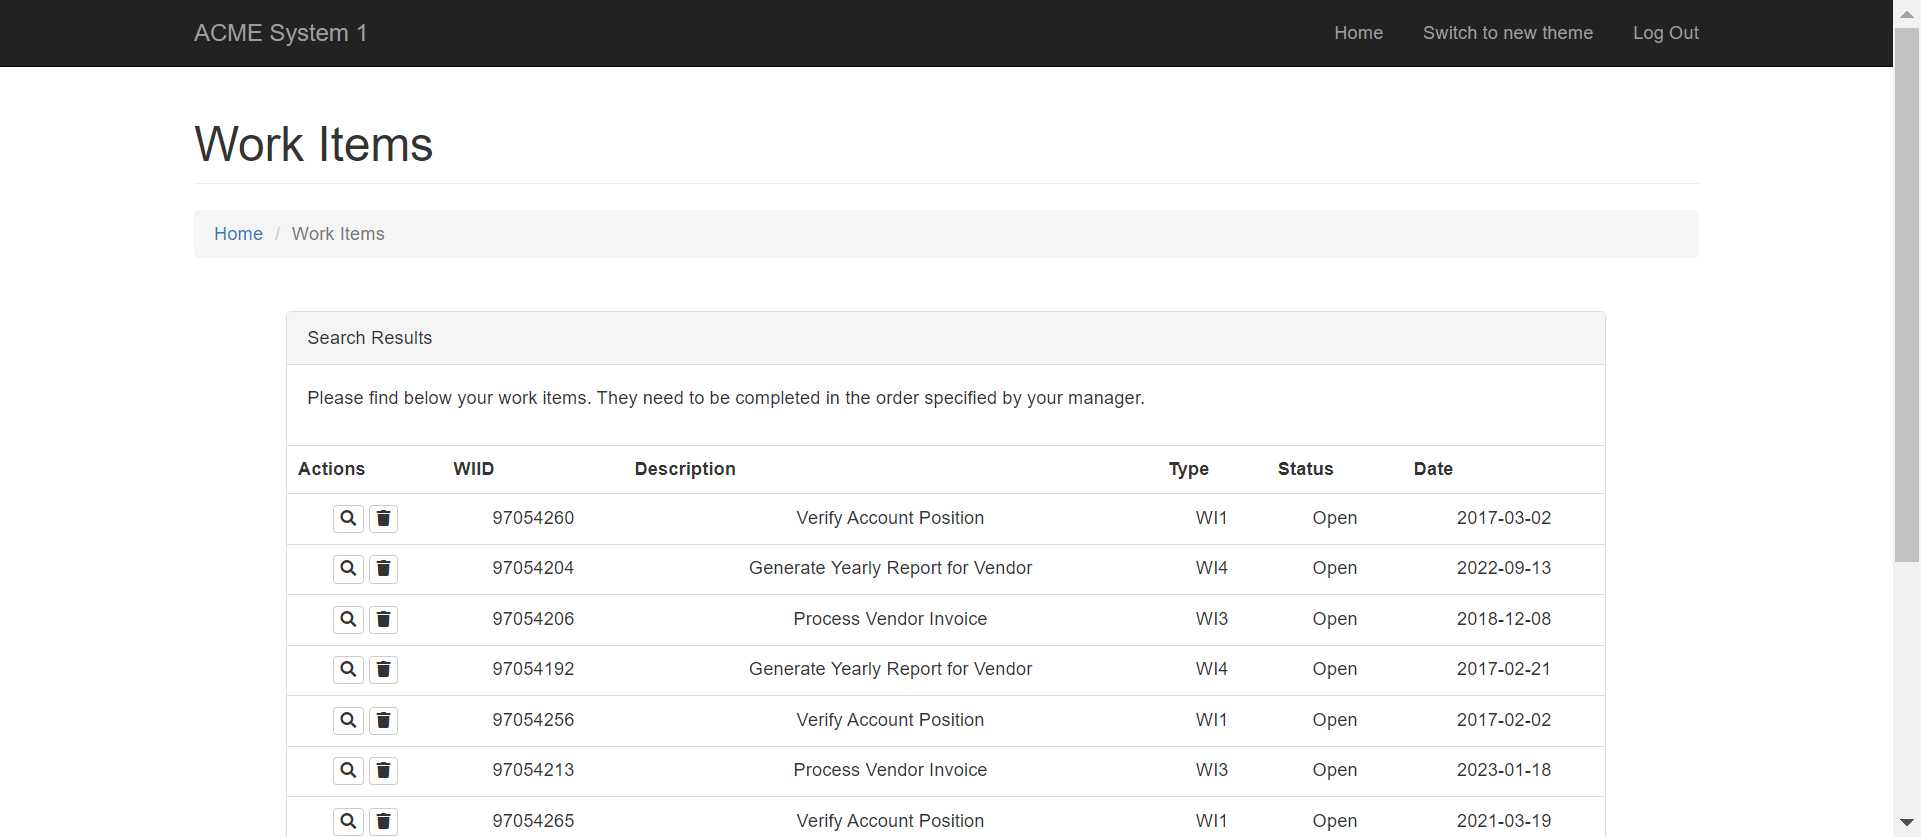 ACME System 1 Home Switch to new theme Log Out
Work Items
Home / Work Items
Search Results
Please find below your work items. They need to be completed in the order specified by your manager.
Actions WIID Description Type Status Date
97054260 Verify Account Position WI1 Open 2017-03-02
97054204 Generate Yearly Report for Vendor WI4 Open 2022-09-13
97054206 Process Vendor Invoice WI3 Open 2018-12-08
97054192 Generate Yearly Report for Vendor WI4 Open 2017-02-21
97054256 Verify Account Position WI1 Open 2017-02-02
97054213 Process Vendor Invoice WI3 Open 2023-01-18
97054265 Verify Account Position WI1 Open 2021-03-19